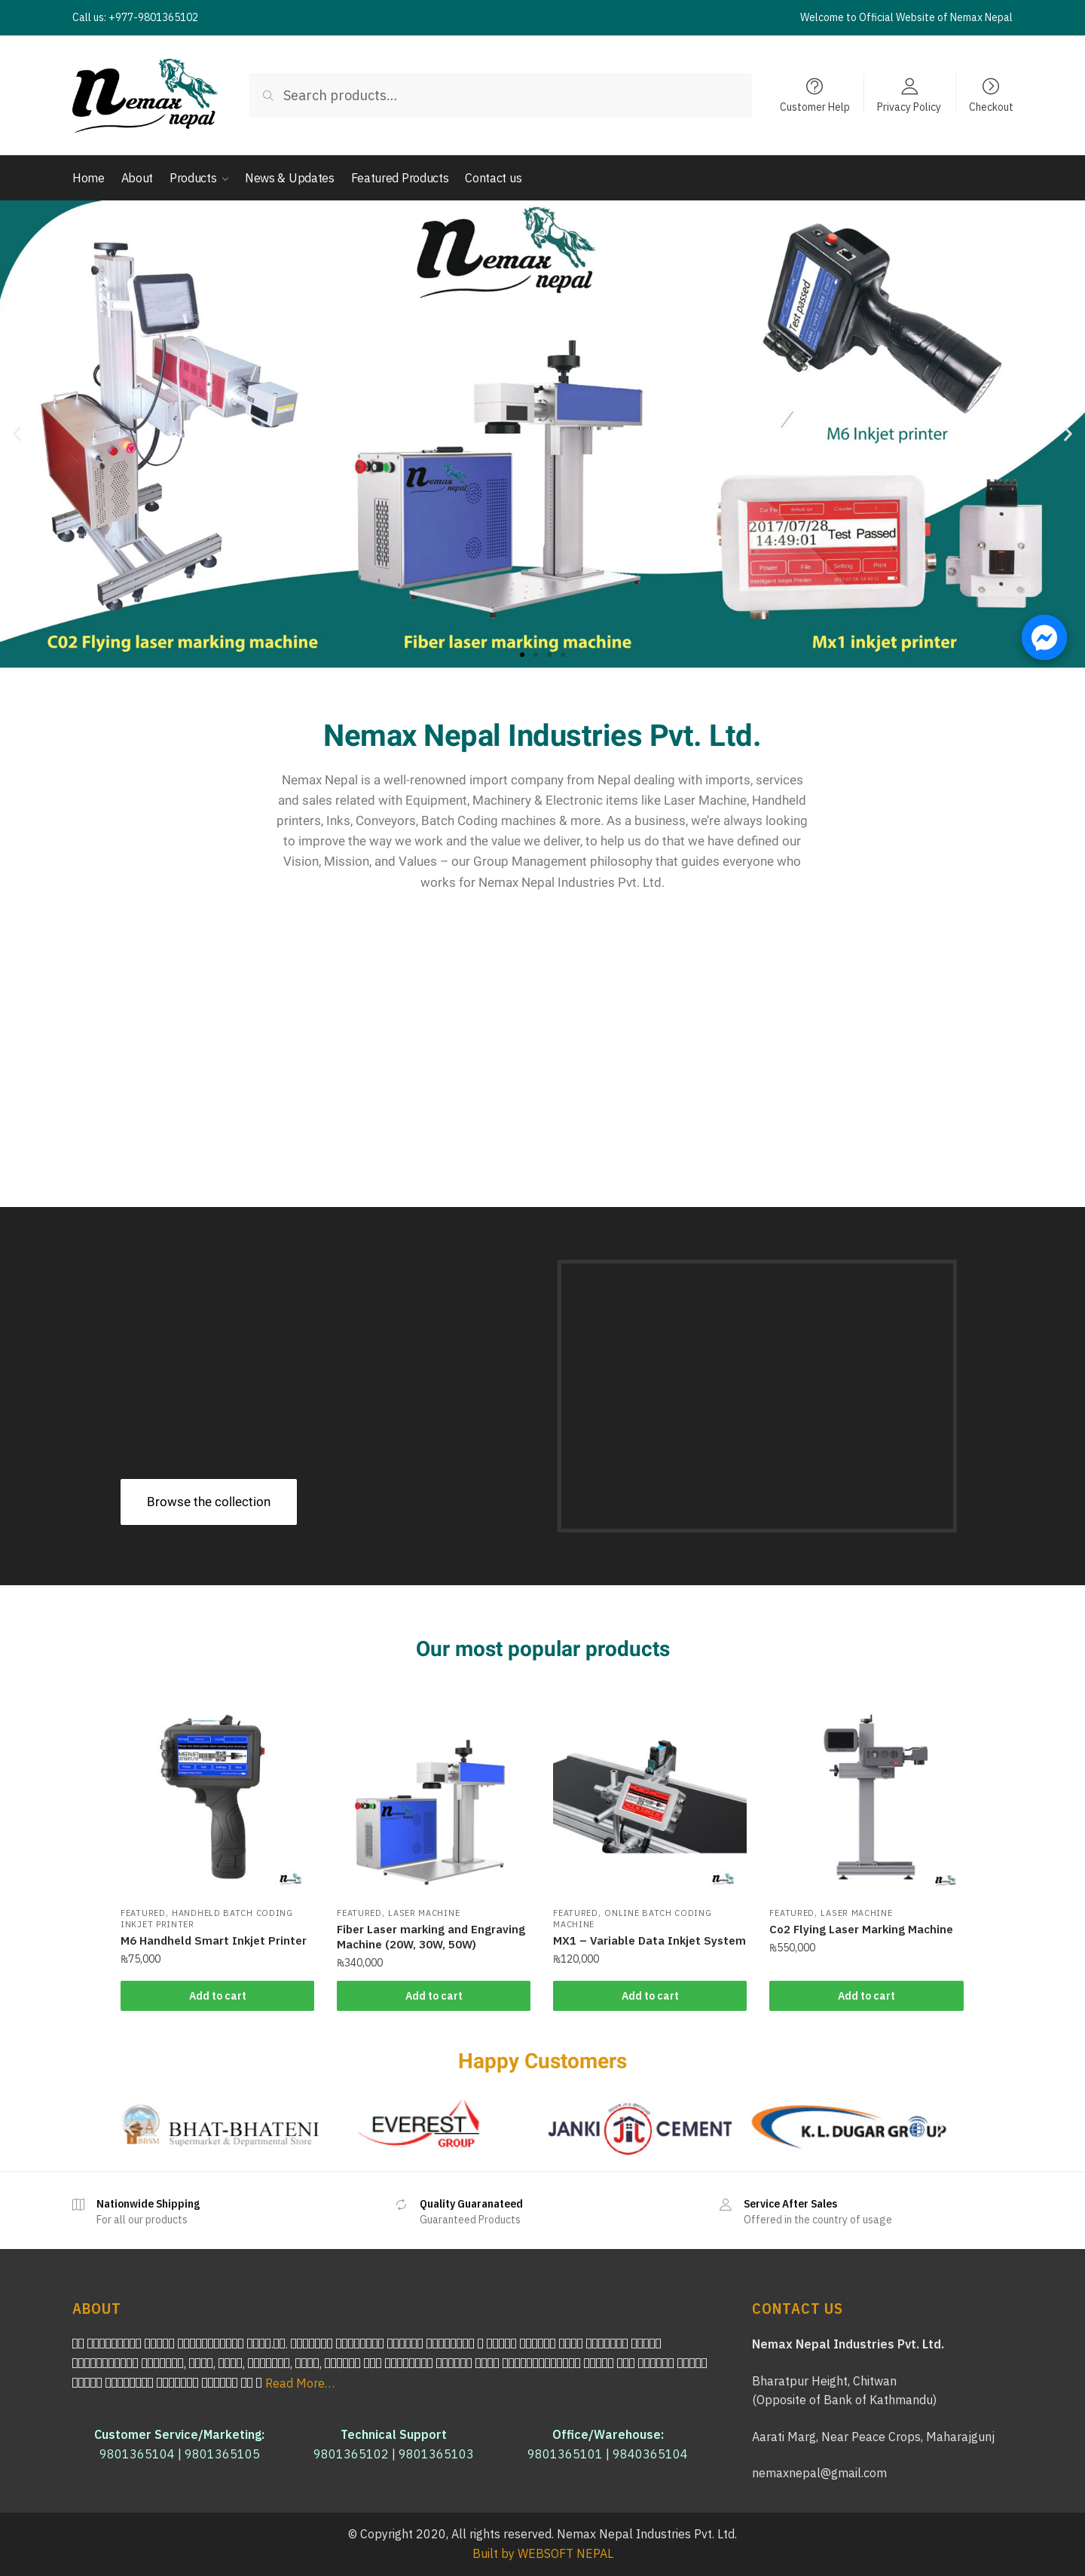 Call us: +977-9801365102
Welcome to Official Website of Nemax Nepal
Nemax
nepal
Search products...
Customer Help
Privacy Policy
Checkout
Home
About
Products
News & Updates
Featured Products
Contact us
Nemax
nepal
Test passed
M6 Inkjet printer
Nemax
nepal
2017/07/28
14:49:01
Test Passed
Power
File
Setting
Print
C02 Flying laser marking machine
Fiber laser marking machine
Mx1 inkjet printer
Nemax Nepal Industries Pvt. Ltd.
Nemax Nepal is a well-renowned import company from Nepal dealing with imports, services
and sales related with Equipment, Machinery & Electronic items like Laser Machine, Handheld
printers, Inks, Conveyors, Batch Coding machines & more. As a business, we're always looking
to improve the way we work and the value we deliver, to help us do that we have defined our
Vision, Mission, and Values – our Group Management philosophy that guides everyone who
works for Nemax Nepal Industries Pvt. Ltd.
Browse the collection
Our most popular products
FEATURED, HANDHELD BATCH CODING
INKJET PRINTER
M6 Handheld Smart Inkjet Printer
₨75,000
Add to cart
FEATURED, LASER MACHINE
Fiber Laser marking and Engraving
Machine (20W, 30W, 50W)
₨340,000
Add to cart
FEATURED, ONLINE BATCH CODING
MACHINE
MX1 – Variable Data Inkjet System
₨120,000
Add to cart
FEATURED, LASER MACHINE
Co2 Flying Laser Marking Machine
₨550,000
Add to cart
Happy Customers
BBSM
BHAT-BHATENI
Supermarket & Departmental Store
EVEREST
GROUP
JANKI
CEMENT
K.L. DUGAR GROUP
Nationwide Shipping
For all our products
Quality Guaranateed
Guaranteed Products
Service After Sales
Offered in the country of usage
ABOUT
Read More…
Customer Service/Marketing:
9801365104 | 9801365105
Technical Support
9801365102 | 9801365103
Office/Warehouse:
9801365101 | 9840365104
CONTACT US
Nemax Nepal Industries Pvt. Ltd.
Bharatpur Height, Chitwan
(Opposite of Bank of Kathmandu)
Aarati Marg, Near Peace Crops, Maharajgunj
nemaxnepal@gmail.com
© Copyright 2020, All rights reserved. Nemax Nepal Industries Pvt. Ltd.
Built by WEBSOFT NEPAL